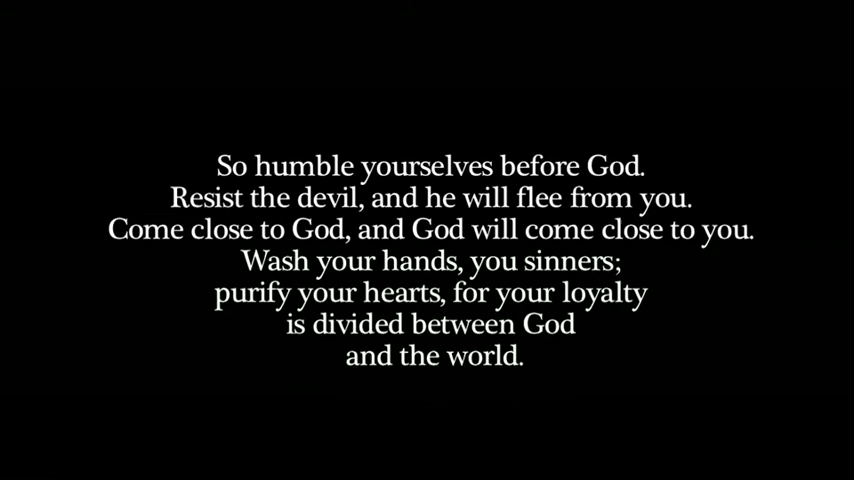 So humble yourselves before God.
Resist the devil, and he will flee from you.
Come close to God, and God will come close to you.
Wash your hands, you sinners;
purify your hearts, for your loyalty
is divided between God
and the world.